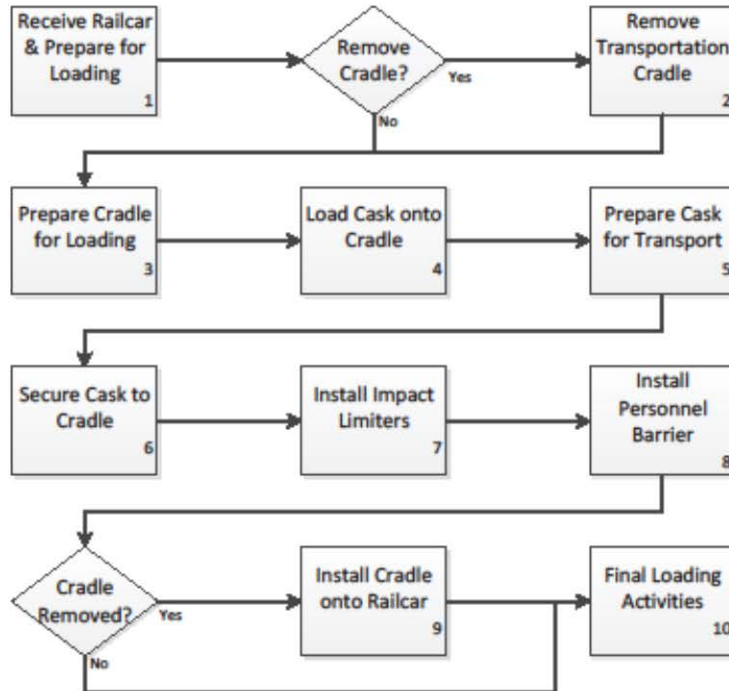 Receive Railcar
& Prepare for
Loading
1
Remove
Cradle?
Yes
No
Remove
Transportation
Cradle
2
Prepare Cradle
for Loading
3
Load Cask onto
Cradle
4
Prepare Cask
for Transport
5
Secure Cask to
Cradle
6
Install Impact
Limiters
7
Install
Personnel
Barrier
8
Cradle
Removed?
Yes
No
Install Cradle
onto Railcar
9
Final Loading
Activities
10